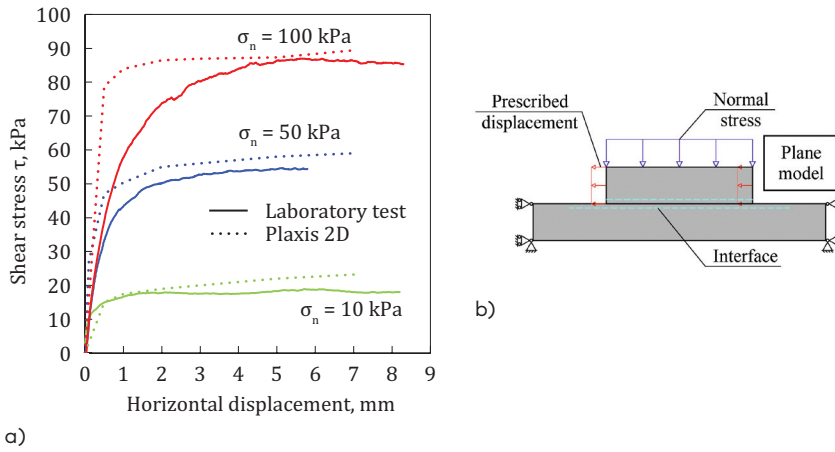 100
90
80
70
60
50
40
30
20
10
0
Shear stress τ, kPa
σn = 100 kPa
σn = 50 kPa
Laboratory test
Plaxis 2D
σn = 10 kPa
0 1 2 3 4 5 6 7 8 9
Horizontal displacement, mm
a)
Prescribed
displacement
Normal
stress
Plane
model
Interface
b)